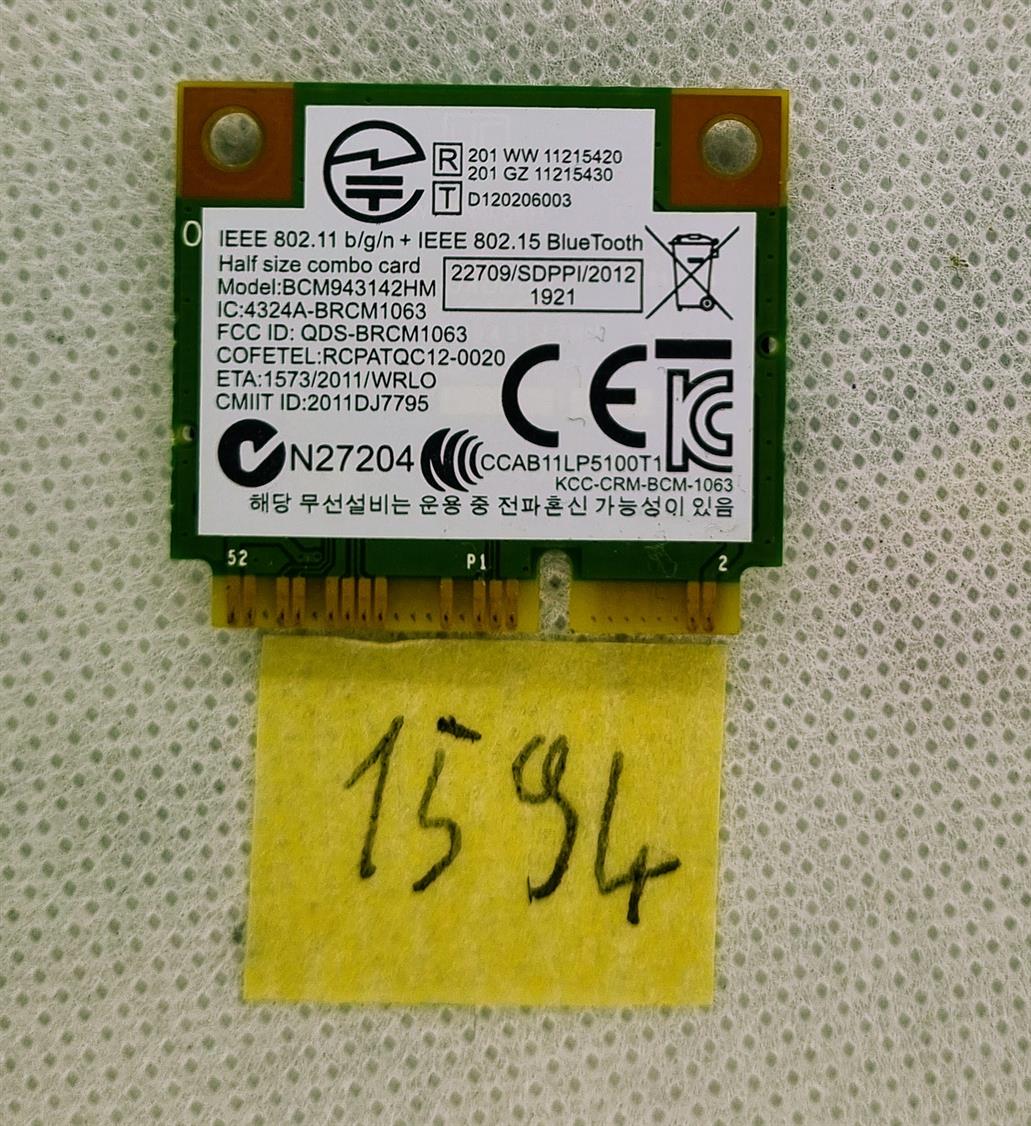 R 201 WW 11215420
201 GZ 11215430
T D120206003
IEEE 802.11 b/g/n + IEEE 802.15 BlueTooth
Half size combo card
Model:BCM943142HM
22709/SDPPI/2012
1921
IC:4324A-BRCM1063
FCC ID: QDS-BRCM1063
COFETEL:RCPATQC12-0020
ETA:1573/2011/WRLO
CMIIT ID:2011DJ7795
CE
KC
N27204
CCAB11LP5100T1
KCC-CRM-BCM-1063
해당 무선설비는 운용 중 전파혼신 가능성이 있음
52 P1 2
1594